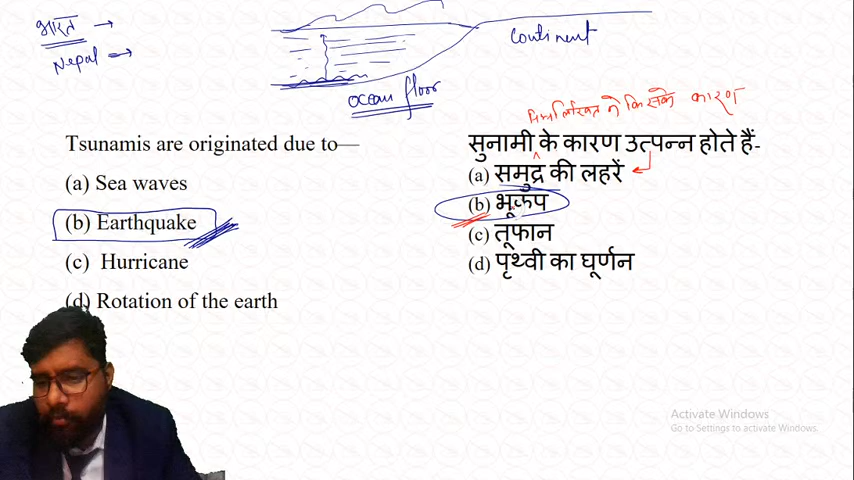 भारत →
Nepal →
continent
ocean floor
निम्नलिखित में किसके कारण
Tsunamis are originated due to—
(a) Sea waves
(b) Earthquake
(c) Hurricane
(d) Rotation of the earth
सुनामी के कारण उत्पन्न होते हैं-
(a) समुद्र की लहरें
(b) भूकंप
(c) तूफान
(d) पृथ्वी का घूर्णन
Activate Windows
Go to Settings to activate Windows.